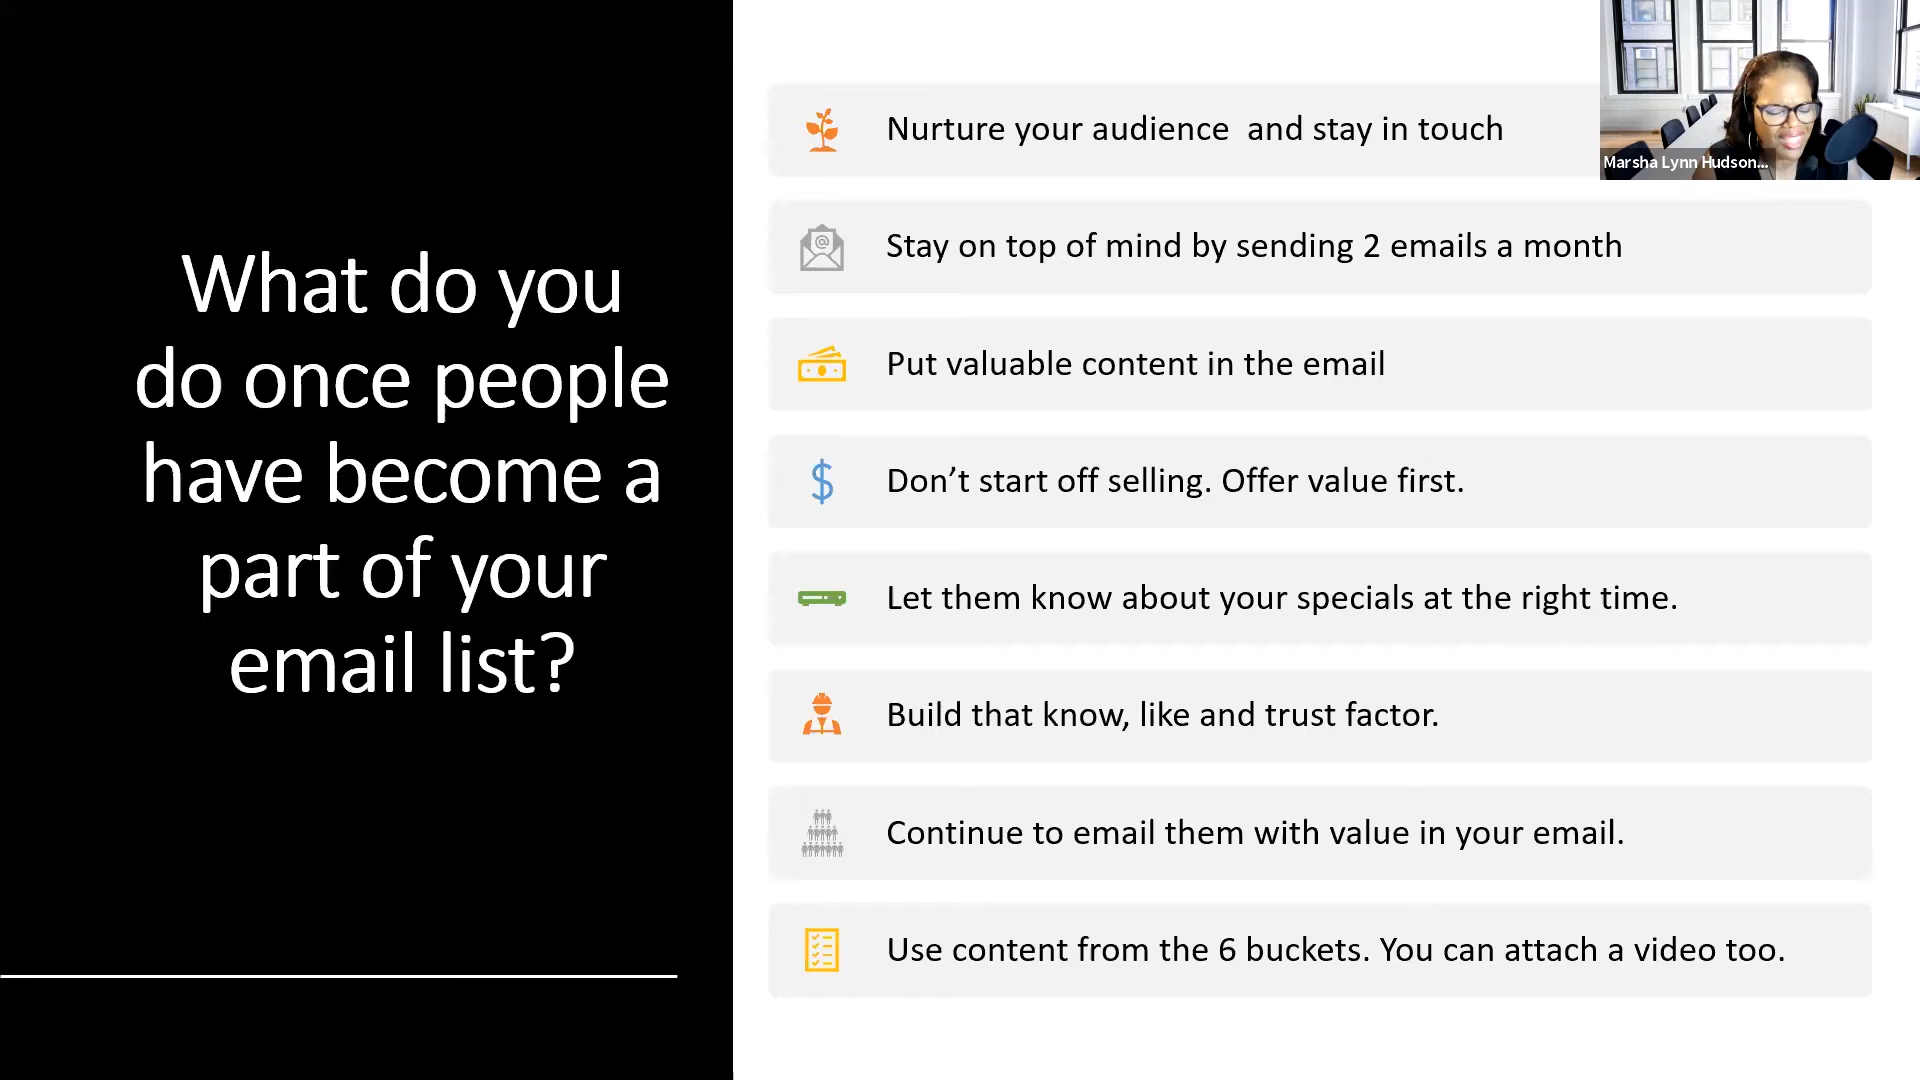 What do you
do once people
have become a
part of your
email list?
Nurture your audience  and stay in touch
Stay on top of mind by sending 2 emails a month
Put valuable content in the email
Don’t start off selling. Offer value first.
Let them know about your specials at the right time.
Build that know, like and trust factor.
Continue to email them with value in your email.
Use content from the 6 buckets. You can attach a video too.
Marsha Lynn Hudson...